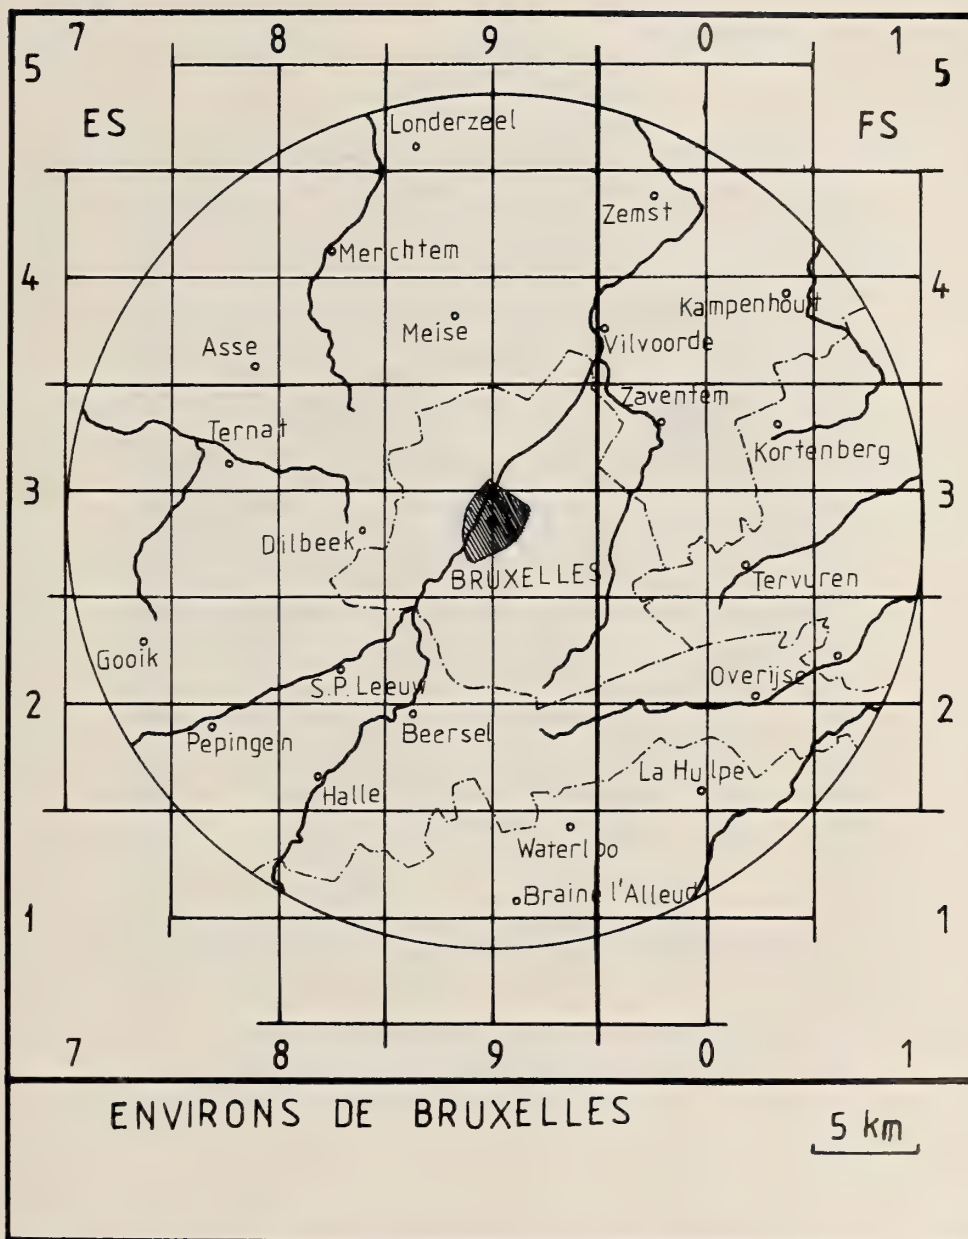 7 8 9 0 1
5 5
ES FS
Londerzeel
Zemst
Merchtem
4 4
Kampenhout
Meise
Vilvoorde
Asse
Zaventem
Ternat
Kortenberg
3 3
Dilbeek
BRUXELLES
Tervuren
Gooik
S.P. Leeuw
Overijse
2 2
Pepingen
Beersel
La Hulpe
Halle
Waterloo
Braine l'Alleud
1 1
7 8 9 0 1
ENVIRONS DE BRUXELLES
5 km